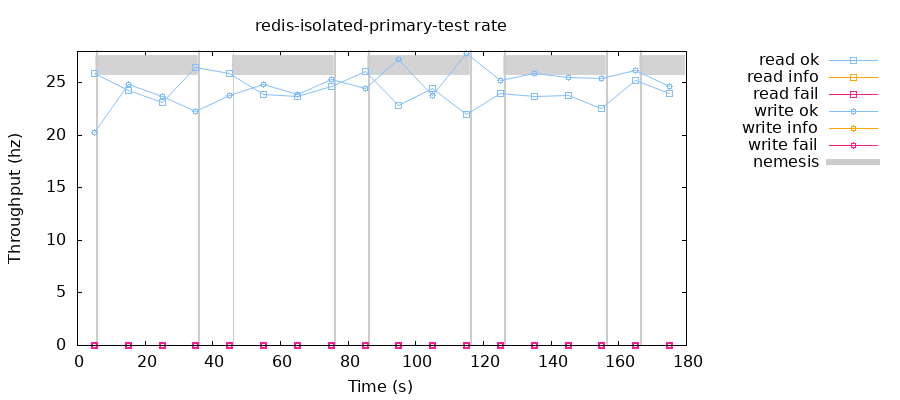 redis-isolated-primary-test rate
Throughput (hz)
25
20
15
10
5
0
0 20 40 60 80 100 120 140 160 180
Time (s)
read ok
read info
read fail
write ok
write info
write fail
nemesis